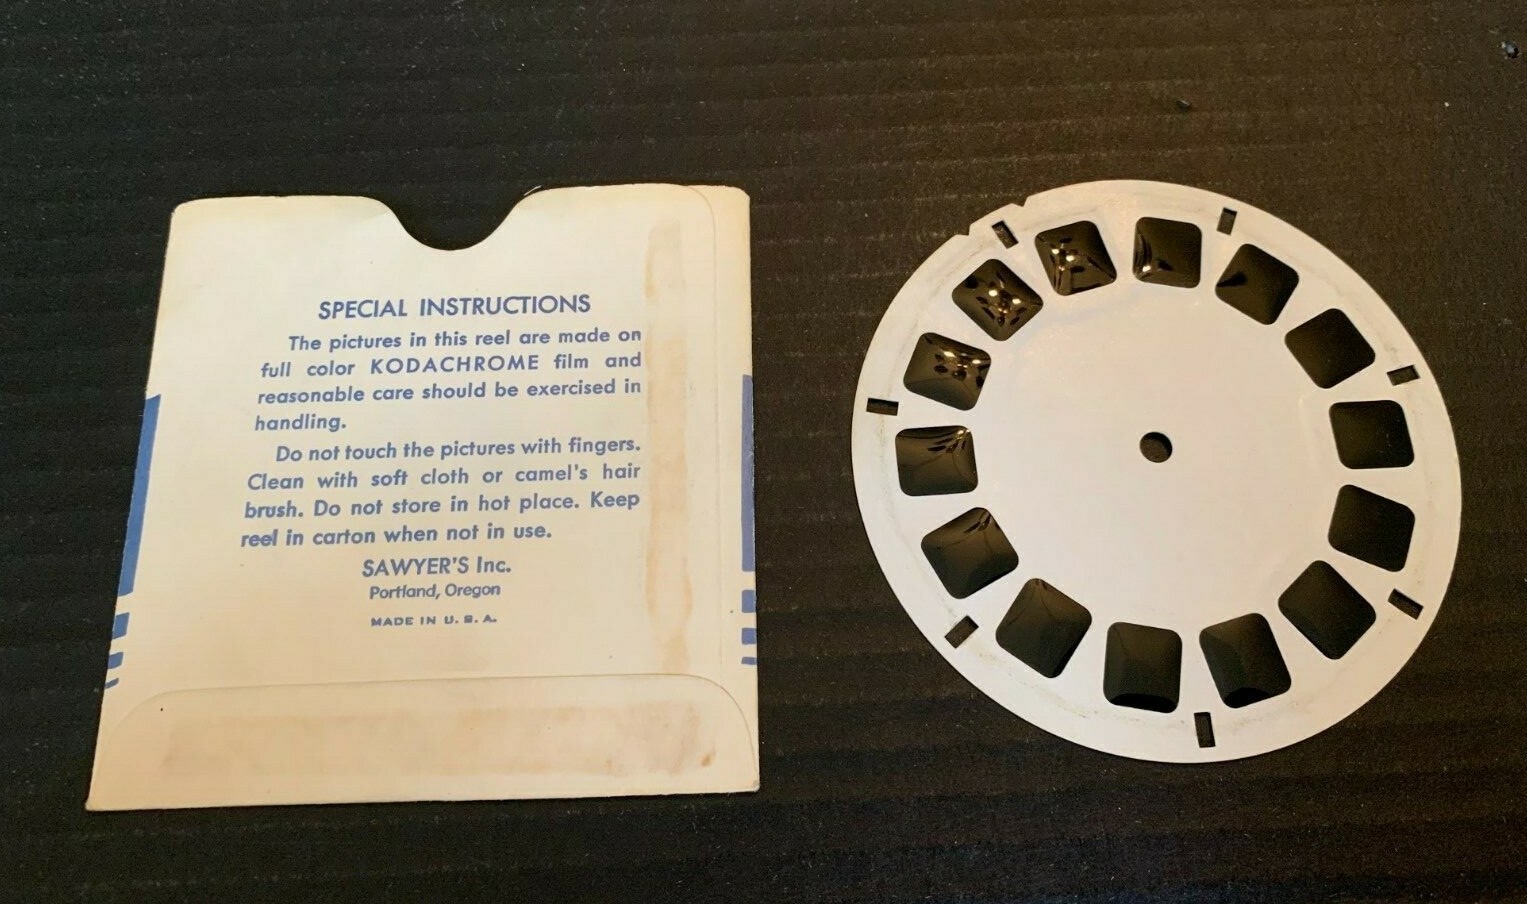 SPECIAL INSTRUCTIONS
The pictures in this reel are made on
full color KODACHROME film and
reasonable care should be exercised in
handling.
Do not touch the pictures with fingers.
Clean with soft cloth or camel's hair
brush. Do not store in hot place. Keep
reel in carton when not in use.
SAWYER'S Inc.
Portland, Oregon
MADE IN U. S. A.